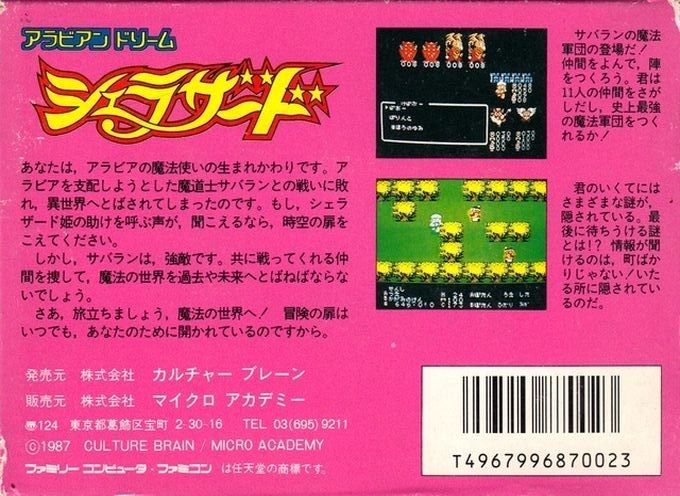 アラビアン ドリーム
シェラザード
あなたは，アラビアの魔法使いの生まれかわりです。ア
ラビアを支配しようとした魔道士サバランとの戦いに敗
れ，異世界へとばされてしまったのです。もし，シェラ
ザード姫の助けを呼ぶ声が，聞こえるなら，時空の扉を
こえてください。
しかし，サバランは，強敵です。共に戦ってくれる仲
間を捜して，魔法の世界を過去や未来へとばねばならな
いでしょう。
さあ，旅立ちましょう，魔法の世界へ！ 冒険の扉は
いつでも，あなたのために開かれているのですから。
サバランの魔法
軍団の登場だ！
仲間をよんで，陣
をつくろう。君は
11人の仲間をさが
しだし，史上最強
の魔法軍団をつく
れるか！
君のいくてには
さまざまな謎が，
隠されている。最
後に待ちうける謎
とは!? 情報が聞
けるのは，町ばか
りじゃない！いた
る所に隠されてい
るのだ。
発売元 株式会社 カルチャー ブレーン
販売元 株式会社 マイクロ アカデミー
〠124 東京都葛飾区宝町 2-30-16 TEL 03(695)9211
©1987 CULTURE BRAIN / MICRO ACADEMY
ファミリー コンピュータ・ファミコン は任天堂の商標です。
T4967996870023